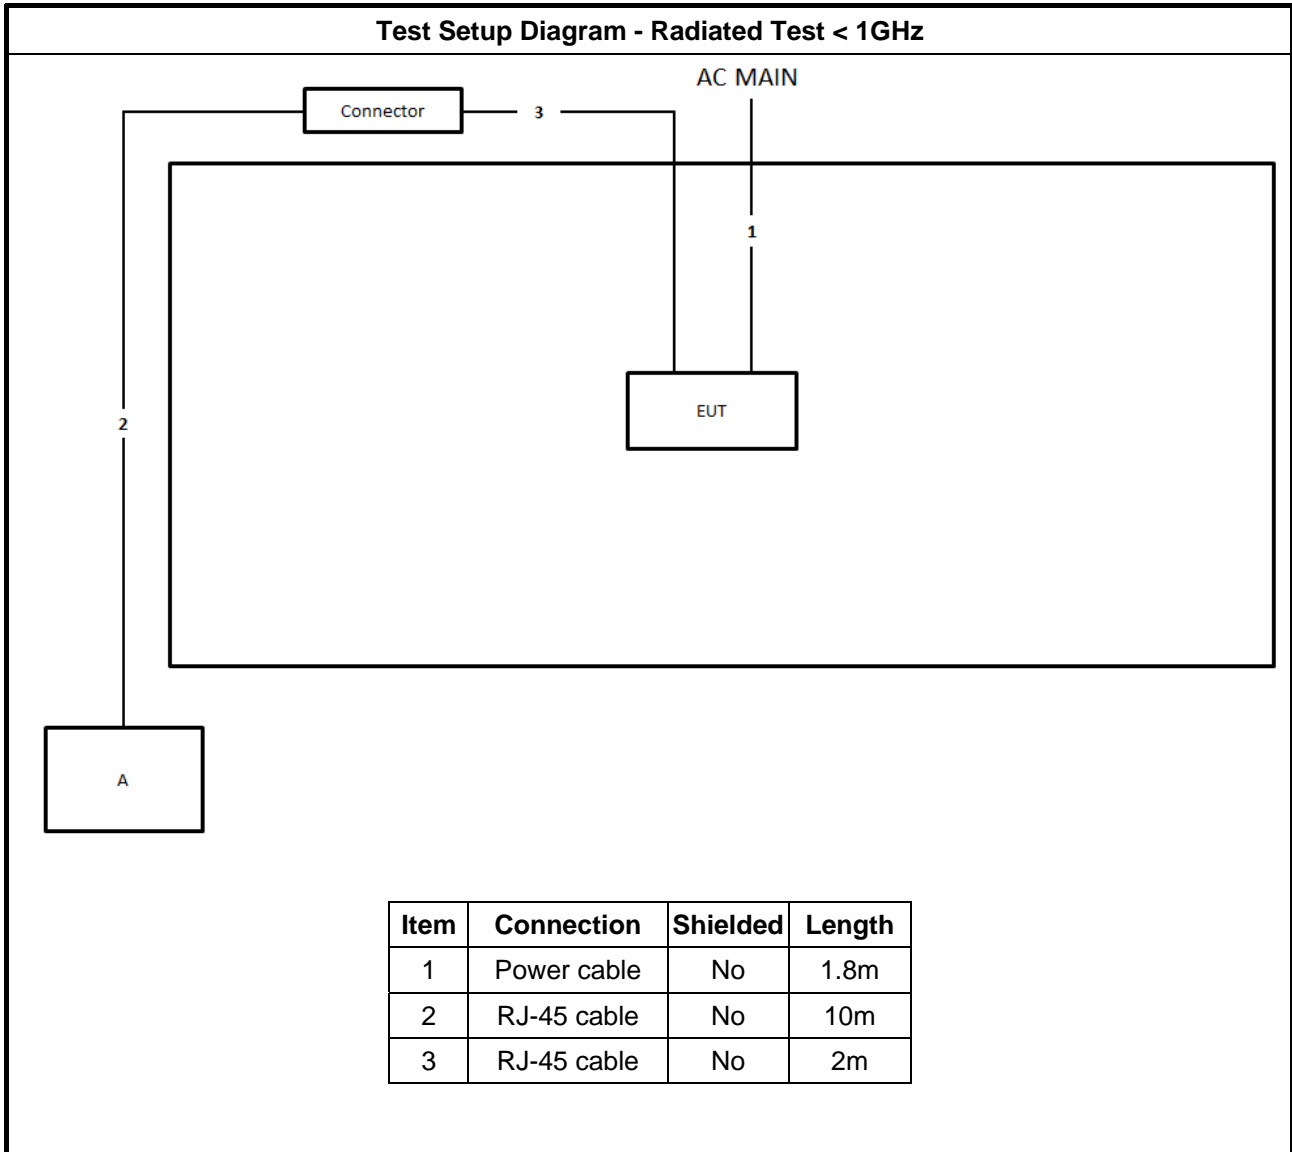 Test Setup Diagram - Radiated Test < 1GHz
AC MAIN
Connector
3
1
EUT
2
A
Item Connection Shielded Length
1 Power cable No 1.8m
2 RJ-45 cable No 10m
3 RJ-45 cable No 2m